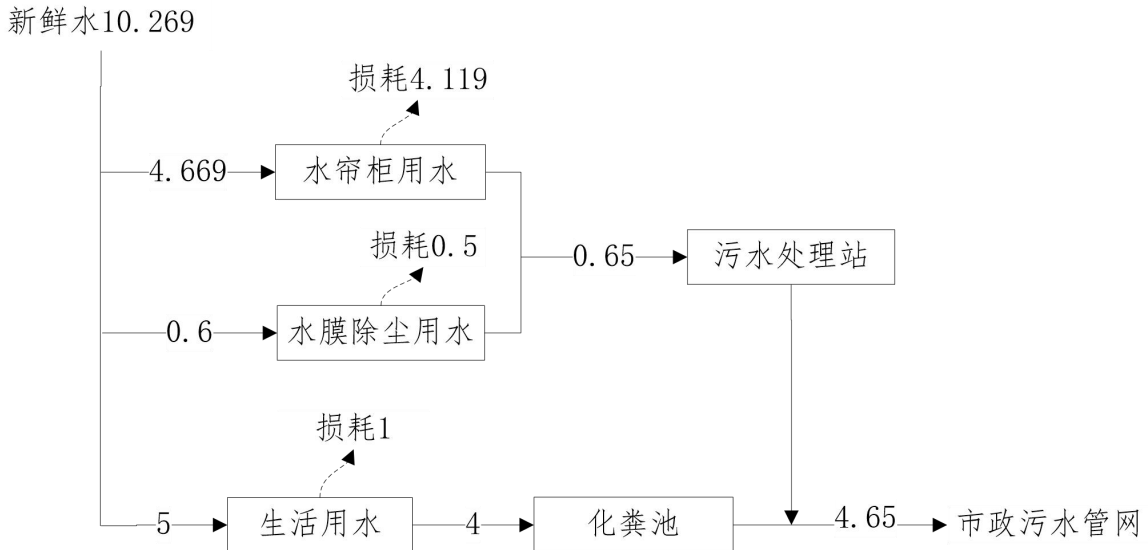 新鲜水10.269
损耗4.119
4.669
水帘柜用水
损耗0.5
0.65
污水处理站
0.6
水膜除尘用水
损耗1
5
生活用水
4
化粪池
4.65
市政污水管网